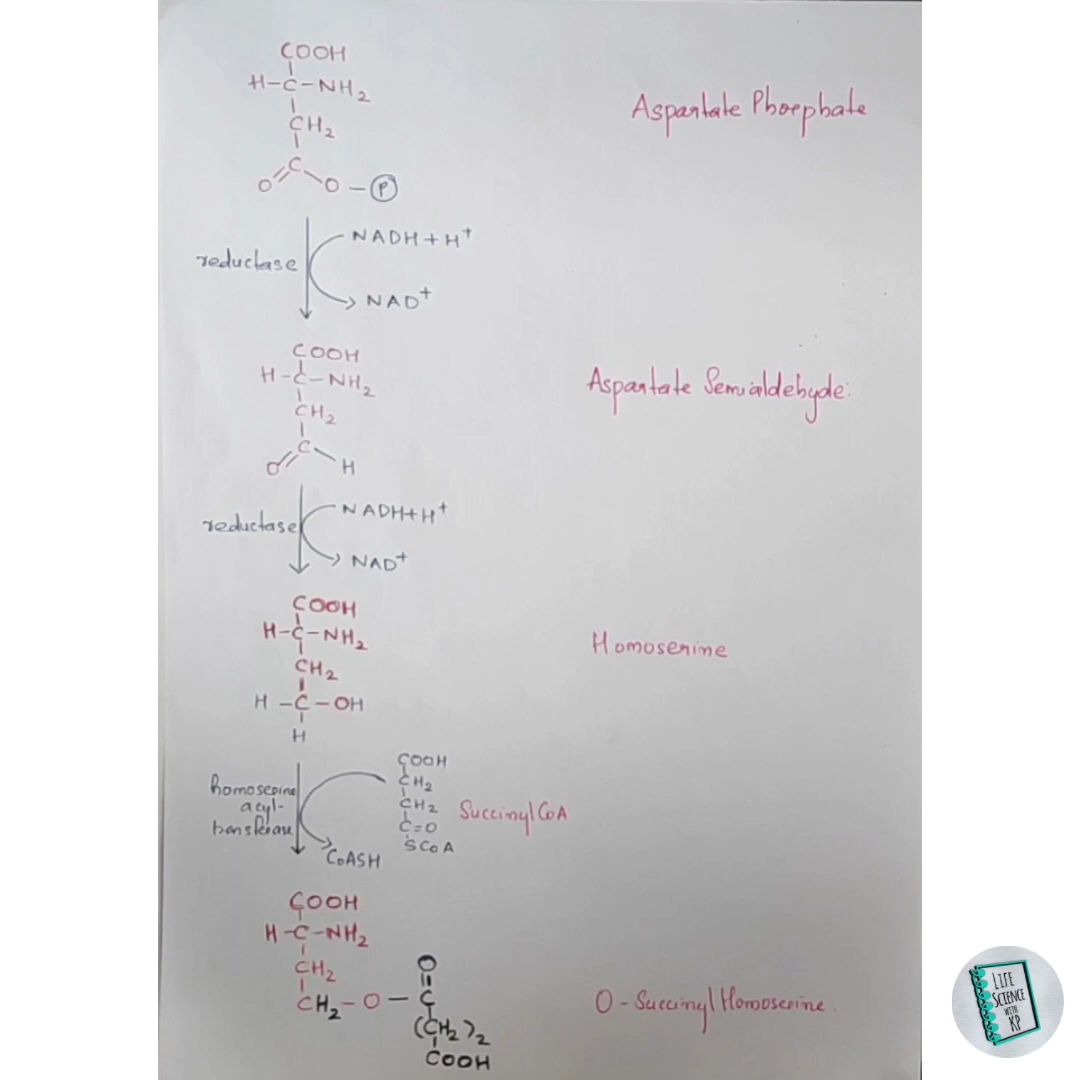 COOH
H-C-NH2
Aspartate Phosphate
CH2
C
O O-P
NADH+H+
reductase
NAD+
COOH
H-C-NH2
Aspartate Semialdehyde:
CH2
C
O H
NADH+H+
reductase
NAD+
COOH
H-C-NH2
Homoserine
CH2
H-C-OH
H
COOH
homoserine
CH2
acyl-
CH2
Succinyl CoA
transferase
C=O
SCoA
CoASH
COOH
H-C-NH2
CH2
O
CH2-O-C
O-Succinyl Homoserine.
(CH2)2
COOH
LIFE
SCIENCE
WITH
KP